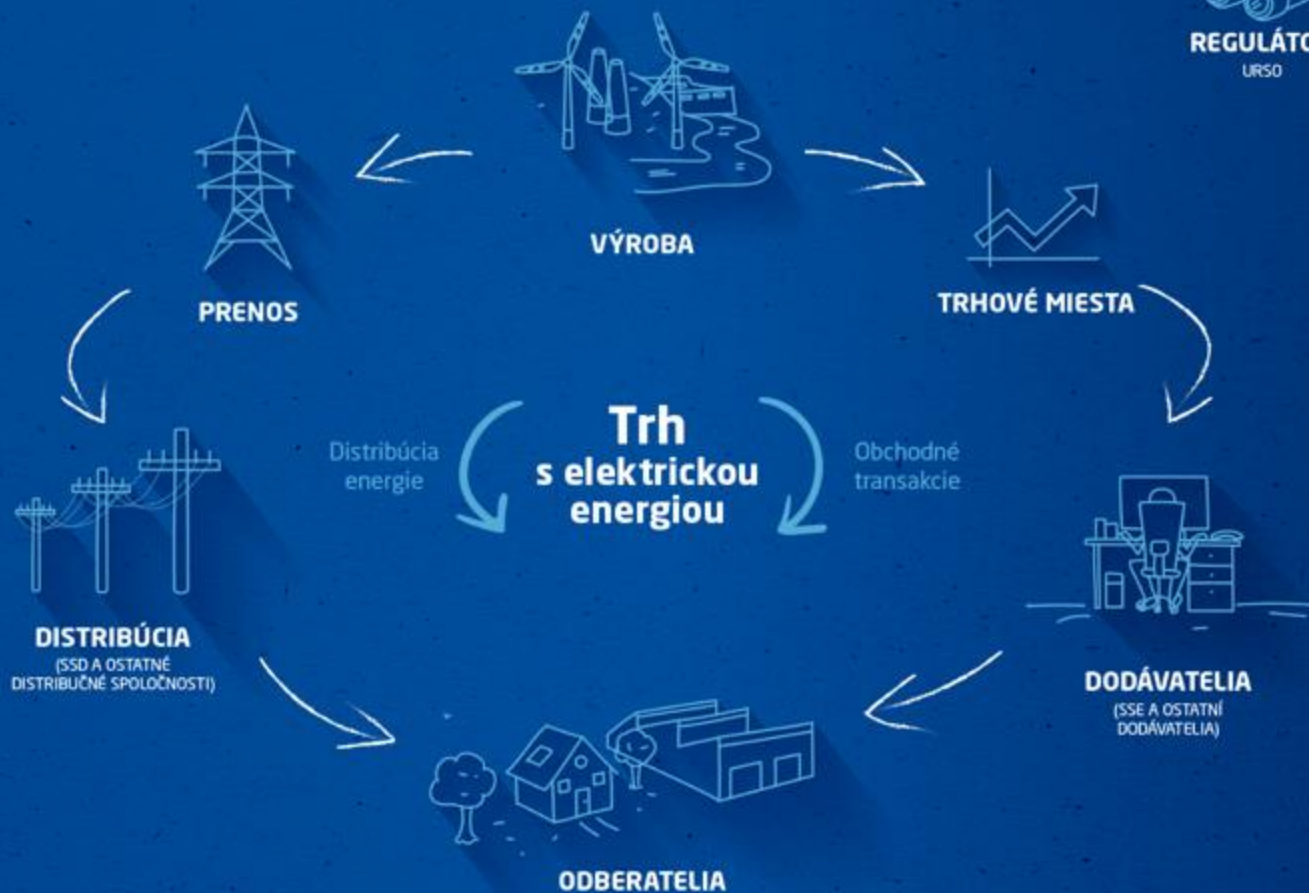 REGULÁTO
URSO
VÝROBA
PRENOS
TRHOVÉ MIESTA
Distribúcia
energie
Trh
s elektrickou
energiou
Obchodné
transakcie
DISTRIBÚCIA
(SSD A OSTATNÉ
DISTRIBUČNÉ SPOLOČNOSTI)
DODÁVATELIA
(SSE A OSTATNÍ
DODÁVATELIA)
ODBERATELIA